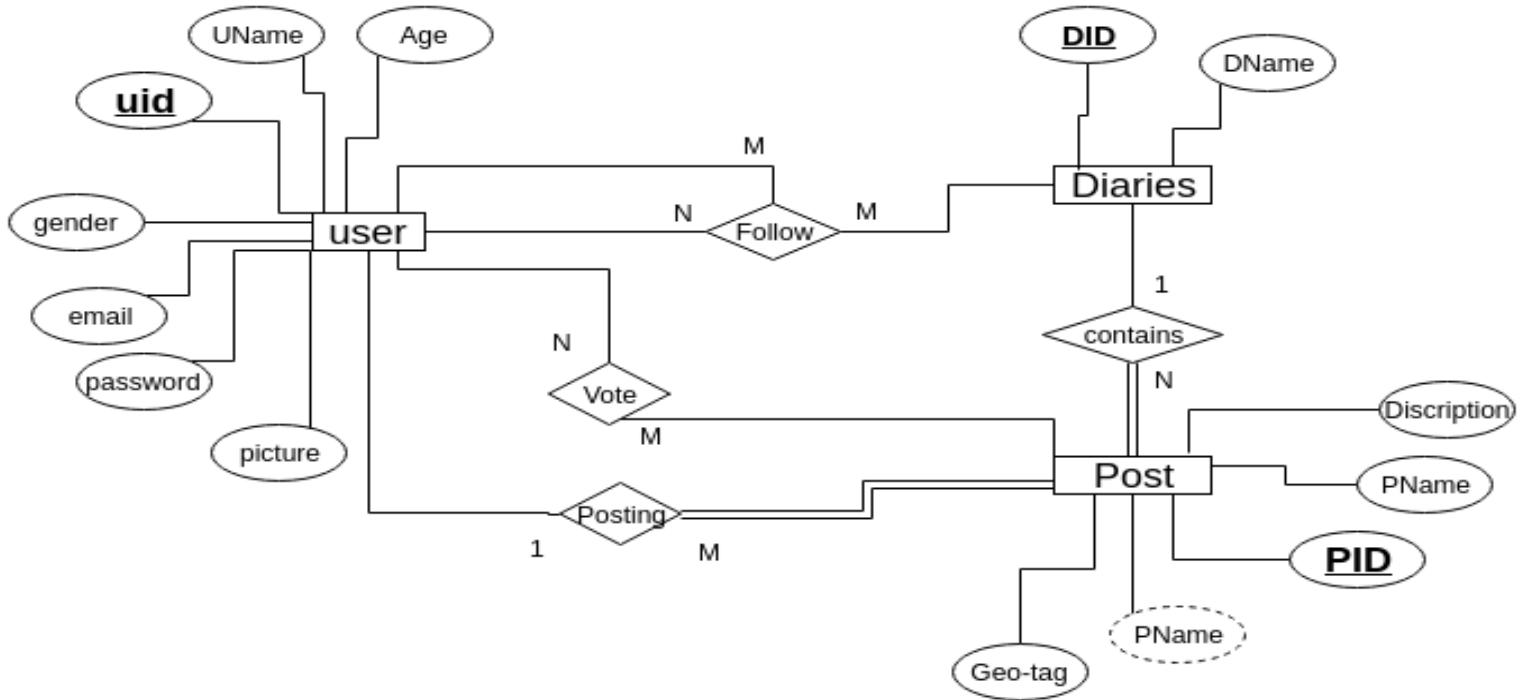 UName
Age
DID
DName
uid
M
Diaries
gender
user
N
Follow
M
email
1
contains
password
N
Vote
N
M
Discription
picture
Post
PName
Posting
1
M
PID
PName
Geo-tag